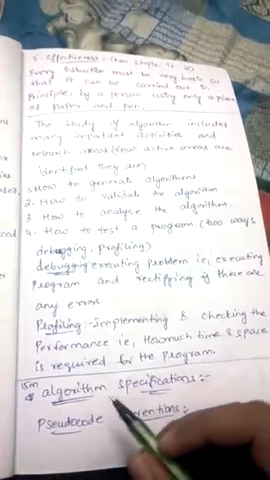 5. Effectiveness:- (how steps to it)
Every instruction must be very basic so
that it can be carried out in
Principle. by a person using only a piece
of Paper and pen.
The study of algorithm includes
many important activities and
research areas (four active areas are
identified they are)
1. How to generate algorithms
2. How to validate the algorithm
3 How to analyse the algorithm.
4. How to test a program (two ways
debugging, Profiling)
debugging:- executing problem i.e, executing
Program and rectifying if there are
any errors.
Profiling:- implementing & checking the
Performance i.e, How much time & space
is required for the program.
15m
* algorithm specifications:-
Pseudocode